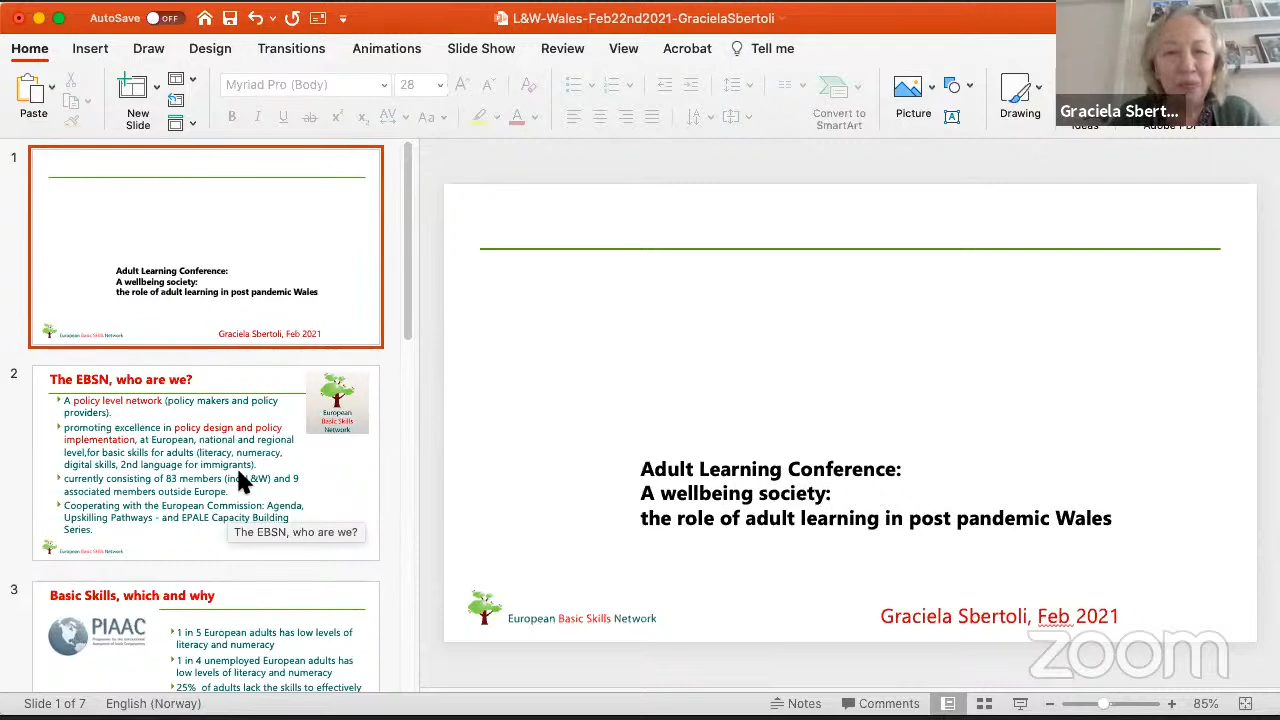 AutoSave OFF
L&W-Wales-Feb22nd2021-GracielaSbertoli
Home Insert Draw Design Transitions Animations Slide Show Review View Acrobat Tell me
Paste
New
Slide
Myriad Pro (Body) 28
Convert to
SmartArt
Picture
Drawing
Graciela Sbert...
1
Adult Learning Conference:
A wellbeing society:
the role of adult learning in post pandemic Wales
European Basic Skills Network
Graciela Sbertoli, Feb 2021
2
The EBSN, who are we?
A policy level network (policy makers and policy
providers).
promoting excellence in policy design and policy
implementation, at European, national and regional
level,for basic skills for adults (literacy, numeracy,
digital skills, 2nd language for immigrants).
currently consisting of 83 members (incl L&W) and 9
associated members outside Europe.
Cooperating with the European Commission: Agenda,
Upskilling Pathways - and EPALE Capacity Building
Series.
European
Basic Skills
Network
European Basic Skills Network
The EBSN, who are we?
3
Basic Skills, which and why
PIAAC
1 in 5 European adults has low levels of
literacy and numeracy
1 in 4 unemployed European adults has
low levels of literacy and numeracy
25% of adults lack the skills to effectively
Adult Learning Conference:
A wellbeing society:
the role of adult learning in post pandemic Wales
European Basic Skills Network
Graciela Sbertoli, Feb 2021
zoom
Slide 1 of 7 English (Norway) Notes Comments 85%